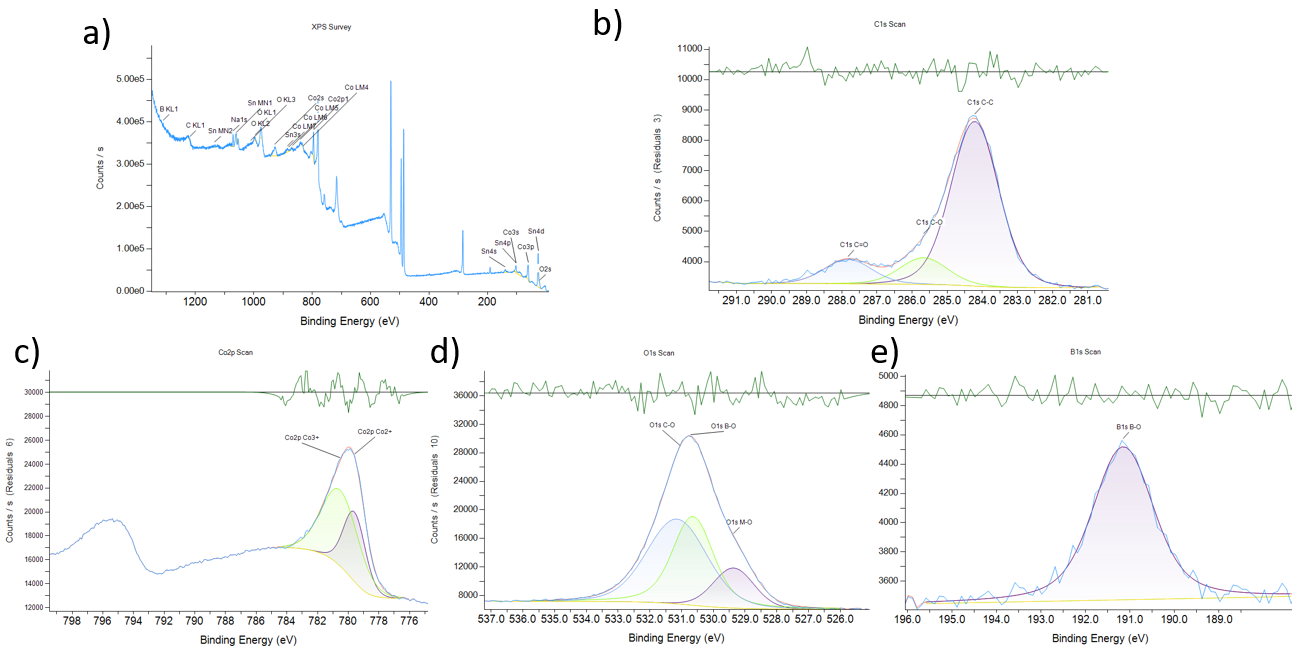 a)
XPS Survey
Counts / s
5.00e5
4.00e5
3.00e5
2.00e5
1.00e5
0.00e0
B KL1
C KL1
Sn MN2
Na1s
Sn MN1
O KL1
O KL2
O KL3
Co2s
Co2p1
Co LM4
Co LM5
Co LM6
Co LM7
Sn3s
Sn4s
Sn4p
Co3s
Co3p
Sn4d
O2s
1200 1000 800 600 400 200
Binding Energy (eV)
b)
C1s Scan
Counts / s (Residuals 3)
11000
10000
9000
8000
7000
6000
5000
4000
C1s C-C
C1s C-O
C1s C=O
291.0 290.0 289.0 288.0 287.0 286.0 285.0 284.0 283.0 282.0 281.0
Binding Energy (eV)
c)
Co2p Scan
Counts / s (Residuals 6)
30000
28000
26000
24000
22000
20000
18000
16000
14000
12000
Co2p Co3+
Co2p Co2+
798 796 794 792 790 788 786 784 782 780 778 776
Binding Energy (eV)
d)
O1s Scan
Counts / s (Residuals 10)
36000
32000
28000
24000
20000
16000
12000
8000
O1s C-O
O1s B-O
O1s M-O
537.0 536.0 535.0 534.0 533.0 532.0 531.0 530.0 529.0 528.0 527.0 526.0
Binding Energy (eV)
e)
B1s Scan
Counts / s (Residuals 4)
5000
4800
4600
4400
4200
4000
3800
3600
B1s B-O
196.0 195.0 194.0 193.0 192.0 191.0 190.0 189.0
Binding Energy (eV)